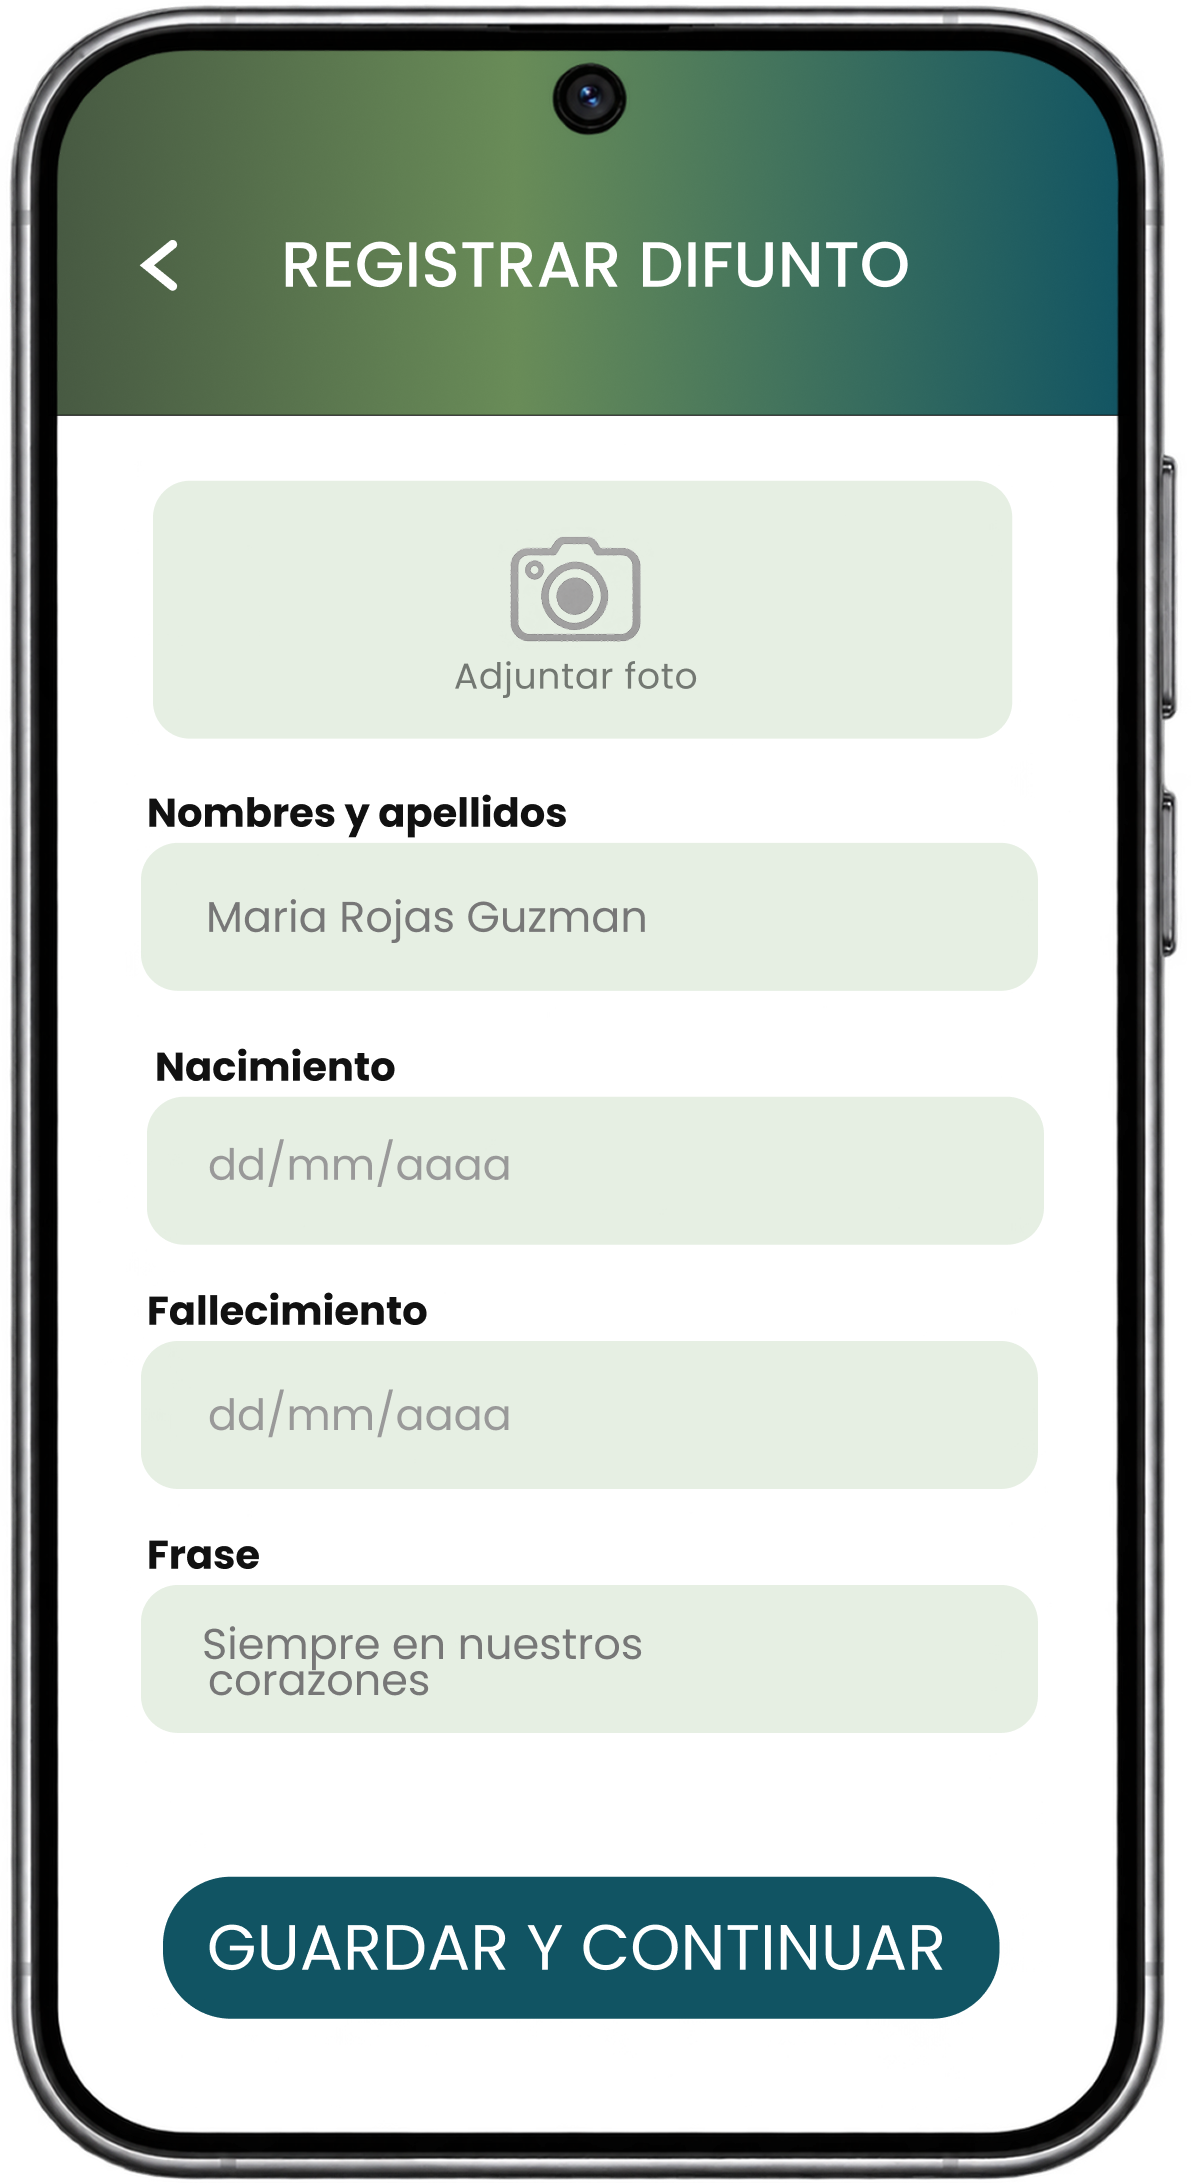 REGISTRAR DIFUNTO
Adjuntar foto
Nombres y apellidos
Maria Rojas Guzman
Nacimiento
dd/mm/aaaa
Fallecimiento
dd/mm/aaaa
Frase
Siempre en nuestros
corazones
GUARDAR Y CONTINUAR